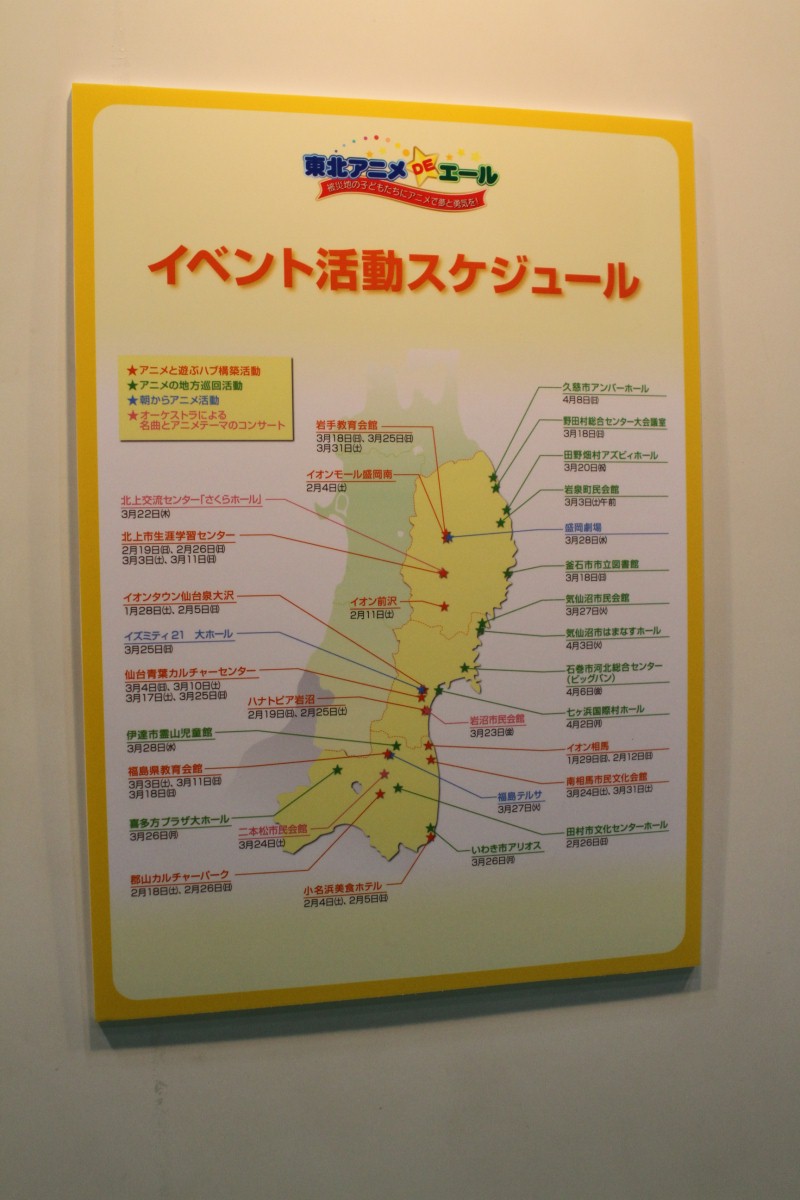 東北アニメDEエール
被災地の子どもたちにアニメで夢と勇気を!
イベント活動スケジュール
★アニメと遊ぶハブ構築活動
★アニメの地方巡回活動
★朝からアニメ活動
★オーケストラによる
名曲とアニメテーマのコンサート
岩手教育会館
3月18日(日)、3月25日(日)
3月31日(土)
イオンモール盛岡南
2月4日(土)
北上交流センター「さくらホール」
3月22日(木)
北上市生涯学習センター
2月19日(日)、2月26日(日)
3月3日(土)、3月11日(日)
イオンタウン仙台泉大沢
1月28日(土)、2月5日(日)
イオン前沢
2月11日(土)
イズミティ21 大ホール
3月25日(日)
仙台青葉カルチャーセンター
3月4日(日)、3月10日(土)
3月17日(土)、3月25日(日)
ハナトピア岩沼
2月19日(日)、2月25日(土)
伊達市霊山児童館
3月28日(水)
福島県教育会館
3月3日(土)、3月11日(日)
3月18日(日)
喜多方プラザ大ホール
3月26日(月)
二本松市民会館
3月24日(土)
郡山カルチャーパーク
2月18日(土)、2月26日(日)
小名浜美食ホテル
2月4日(土)、2月5日(日)
久慈市アンバーホール
4月8日(日)
野田村総合センター大会議室
3月18日(日)
田野畑村アズビィホール
3月20日(祝)
岩泉町民会館
3月3日(土)午前
盛岡劇場
3月28日(水)
釜石市市立図書館
3月18日(日)
気仙沼市民会館
3月27日(火)
気仙沼市はまなすホール
4月3日(火)
石巻市河北総合センター
(ビッグバン)
4月6日(金)
七ヶ浜国際村ホール
4月2日(月)
岩沼市民会館
3月23日(金)
イオン相馬
1月29日(日)、2月12日(日)
南相馬市民文化会館
3月24日(土)、3月31日(土)
福島テルサ
3月27日(火)
田村市文化センターホール
2月26日(日)
いわき市アリオス
3月26日(月)